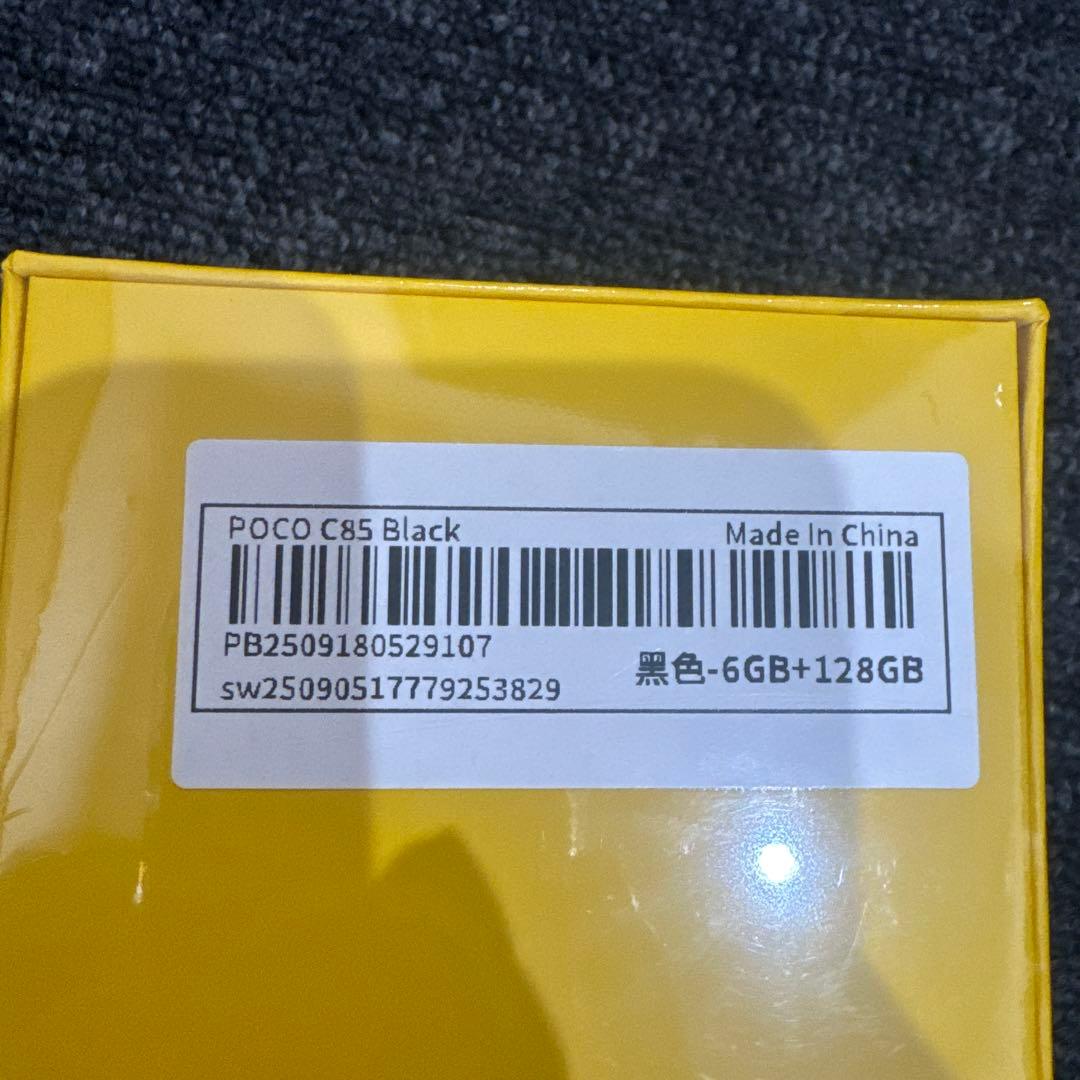 POCO C85 Black
Made In China
PB2509180529107
黑色-6GB+128GB
sw25090517779253829